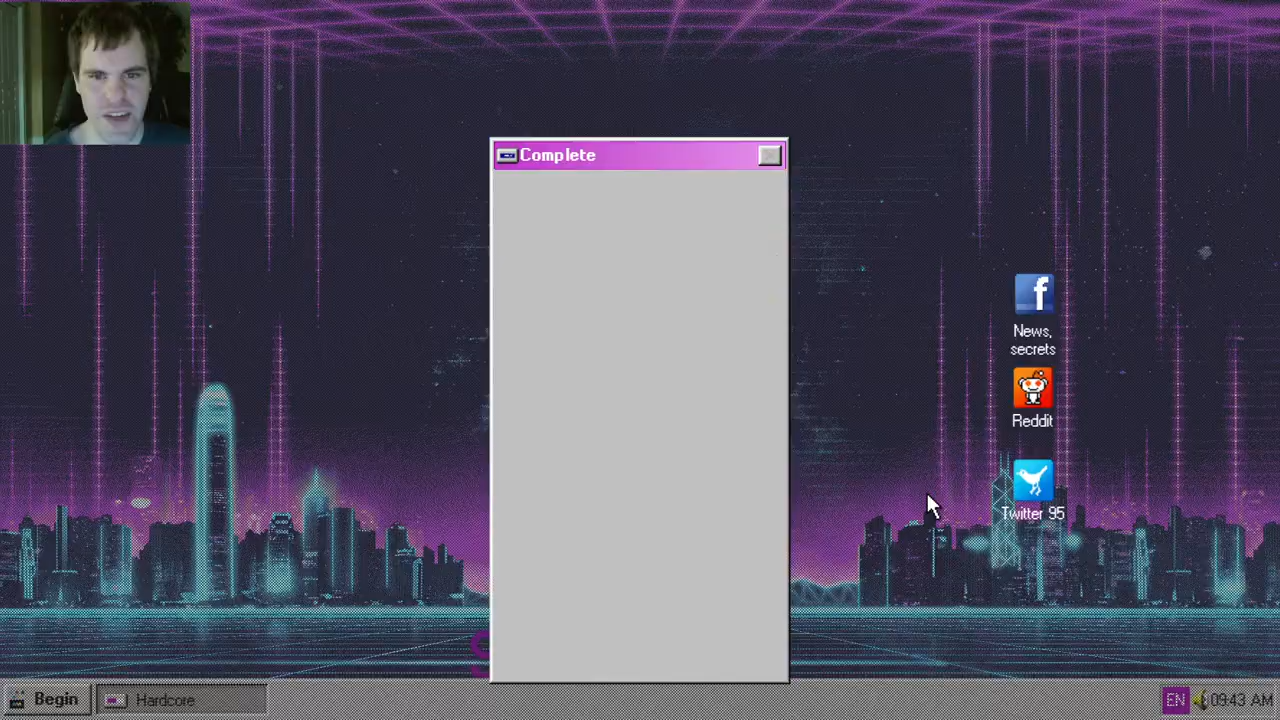 Complete
News,
secrets
Reddit
Twitter 95
Begin
Hardcore
EN
09:43 AM